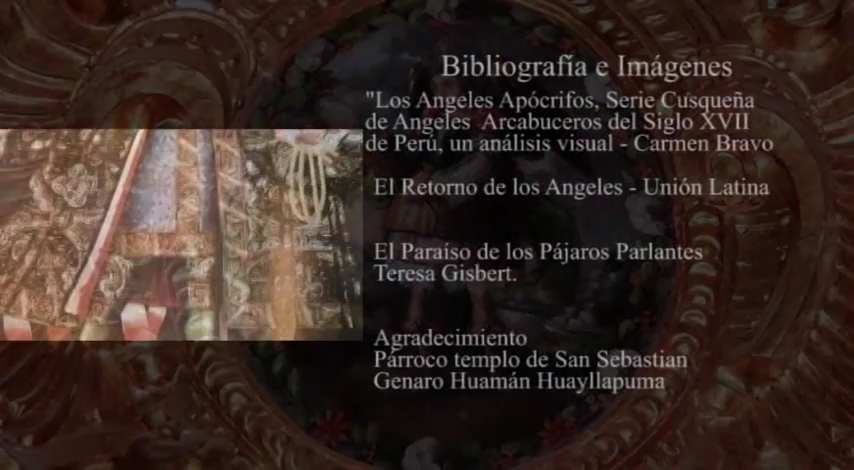 Bibliografía e Imágenes
"Los Angeles Apócrifos, Serie Cusqueña
de Angeles Arcabuceros del Siglo XVII
de Perú, un análisis visual - Carmen Bravo
El Retorno de los Angeles - Unión Latina
El Paraíso de los Pájaros Parlantes
Teresa Gisbert.
Agradecimiento
Párroco templo de San Sebastian
Genaro Huamán Huayllapuma